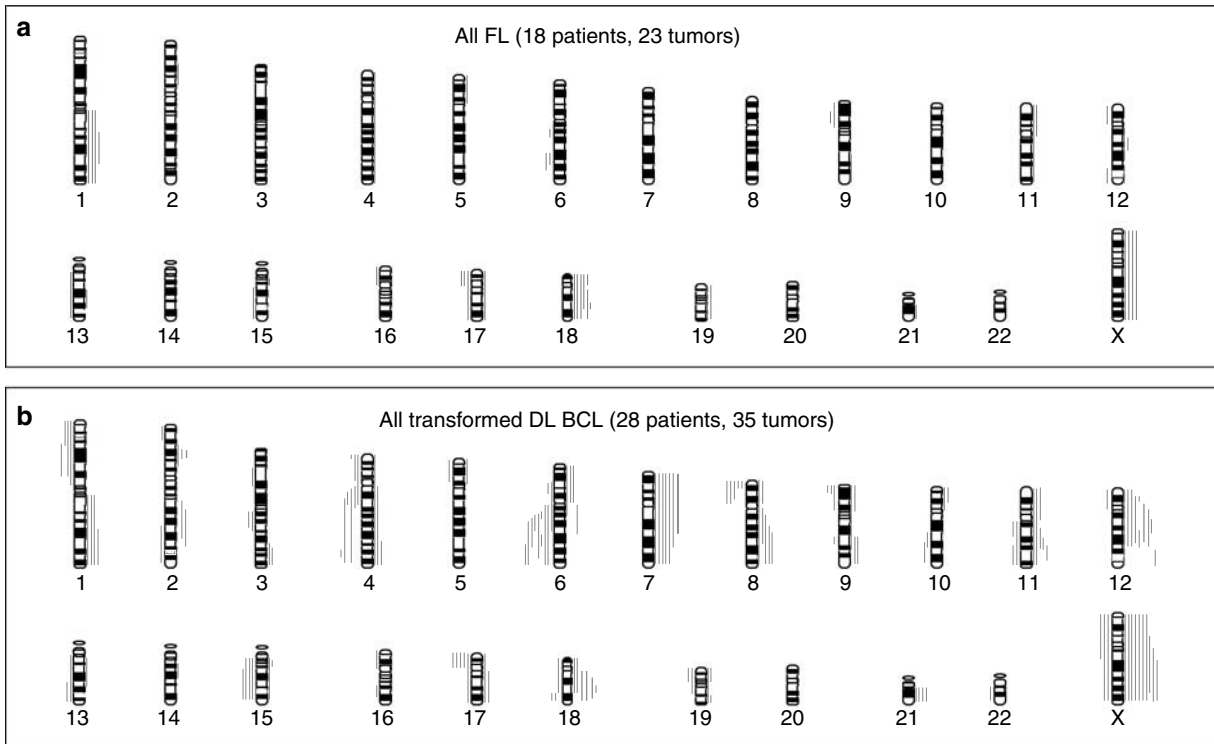 a
All FL (18 patients, 23 tumors)
1 2 3 4 5 6 7 8 9 10 11 12
13 14 15 16 17 18 19 20 21 22 X
b
All transformed DL BCL (28 patients, 35 tumors)
1 2 3 4 5 6 7 8 9 10 11 12
13 14 15 16 17 18 19 20 21 22 X